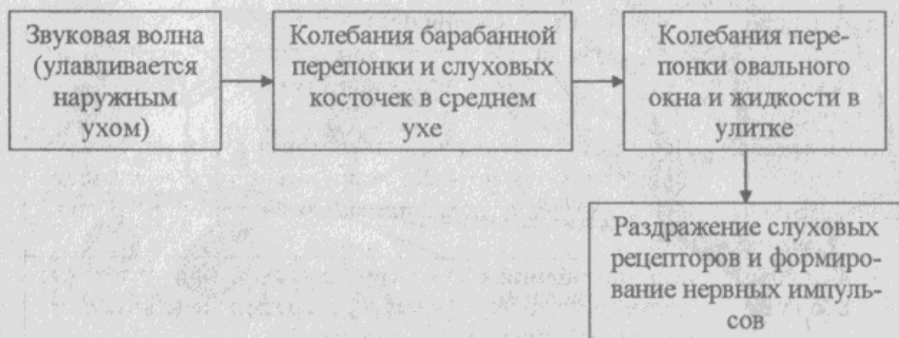 Звуковая волна
(улавливается
наружным
ухом)
Колебания барабанной
перепонки и слуховых
косточек в среднем
ухе
Колебания пере-
понки овального
окна и жидкости в
улитке
Раздражение слуховых
рецепторов и формиро-
вание нервных импуль-
сов